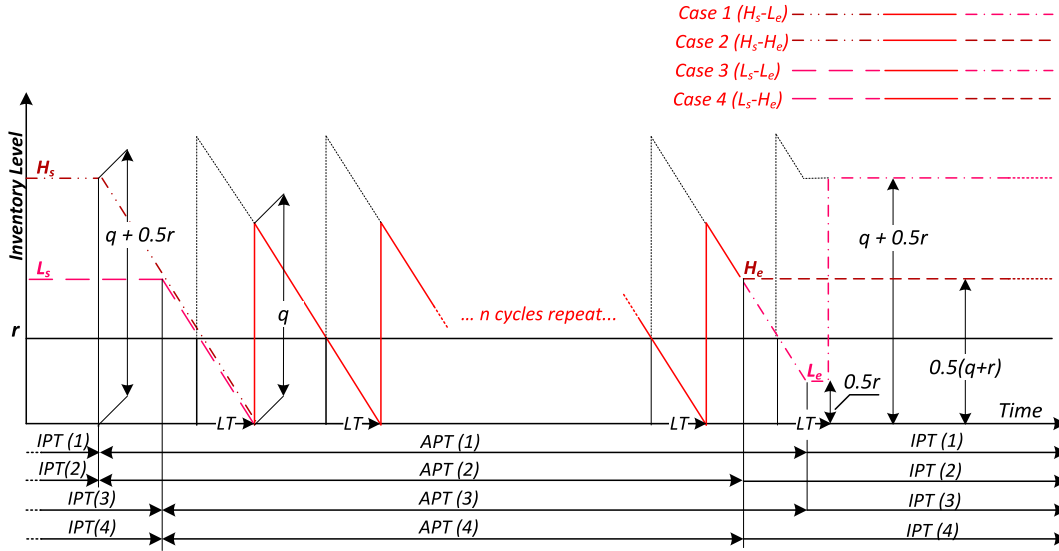 Case 1 (Hs-Le)
Case 2 (Hs-He)
Case 3 (Ls-Le)
Case 4 (Ls-He)
Inventory Level
Hs
q + 0.5r
Ls
q
r
... n cycles repeat...
He
q + 0.5r
0.5(q+r)
Le
0.5r
Time
LT
LT
LT
LT
IPT (1)
APT (1)
IPT (1)
IPT(2)
APT (2)
IPT (2)
IPT(3)
APT (3)
IPT (3)
IPT(4)
APT (4)
IPT (4)